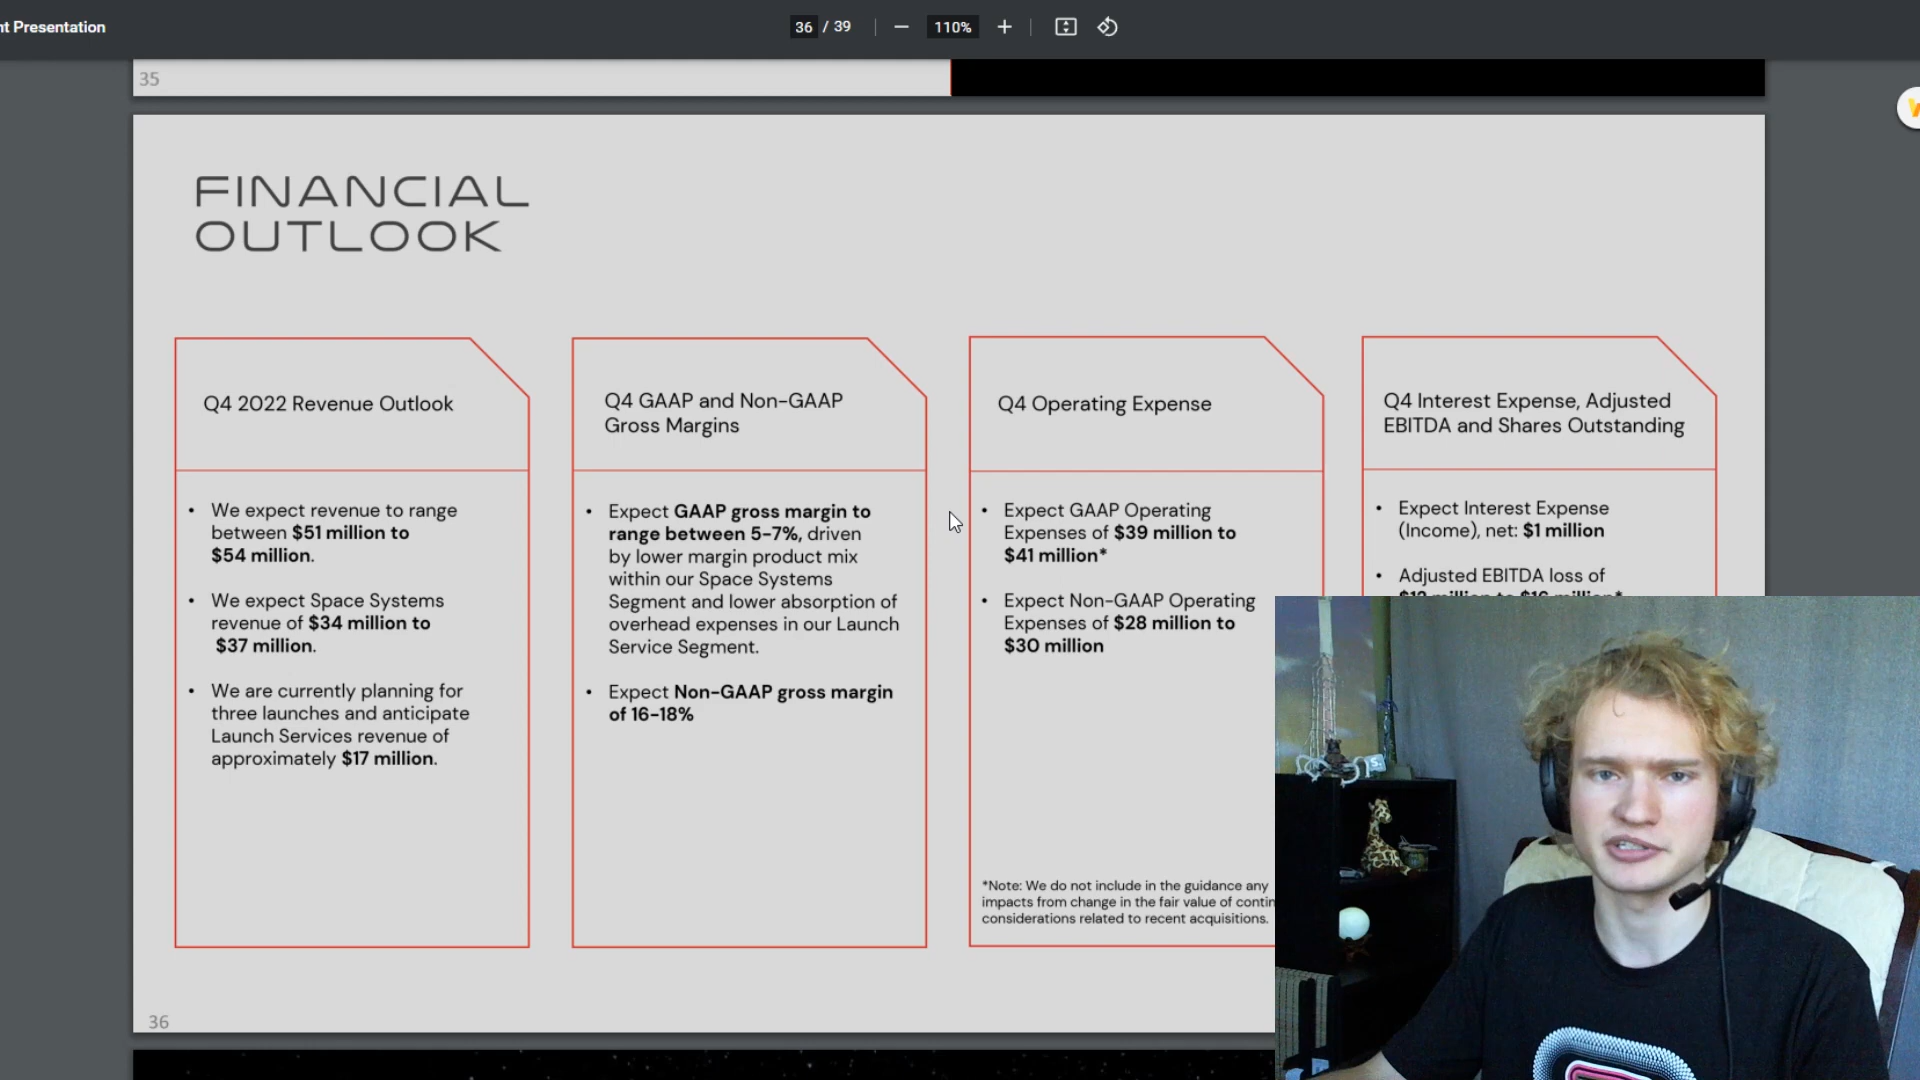 nt Presentation
36 / 39
110%
35
FINANCIAL
OUTLOOK
Q4 2022 Revenue Outlook
• We expect revenue to range
between $51 million to
$54 million.
• We expect Space Systems
revenue of $34 million to
$37 million.
• We are currently planning for
three launches and anticipate
Launch Services revenue of
approximately $17 million.
Q4 GAAP and Non-GAAP
Gross Margins
• Expect GAAP gross margin to
range between 5-7%, driven
by lower margin product mix
within our Space Systems
Segment and lower absorption of
overhead expenses in our Launch
Service Segment.
• Expect Non-GAAP gross margin
of 16-18%
Q4 Operating Expense
• Expect GAAP Operating
Expenses of $39 million to
$41 million*
• Expect Non-GAAP Operating
Expenses of $28 million to
$30 million
*Note: We do not include in the guidance any
impacts from change in the fair value of contin
considerations related to recent acquisitions.
Q4 Interest Expense, Adjusted
EBITDA and Shares Outstanding
• Expect Interest Expense
(Income), net: $1 million
• Adjusted EBITDA loss of
36